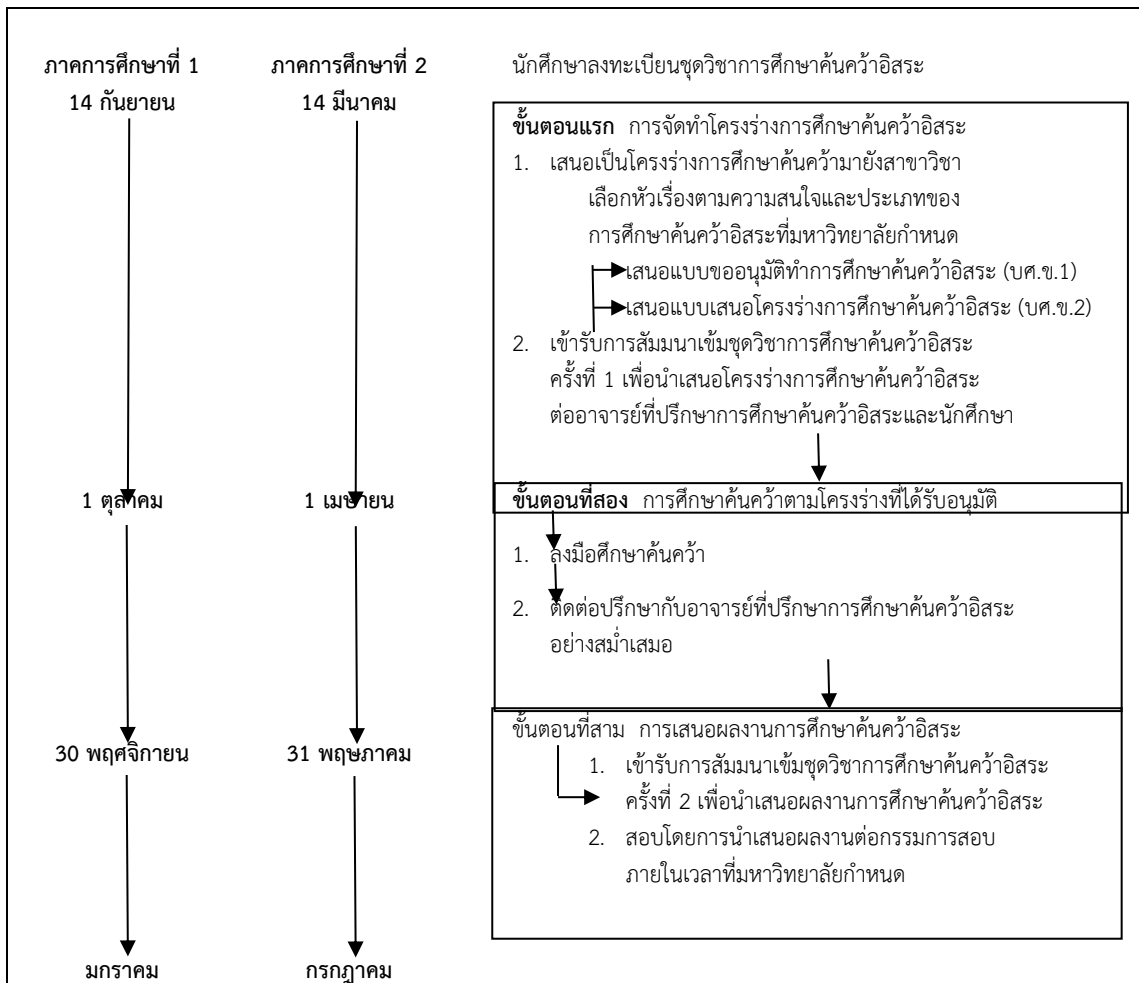 ภาคการศึกษาที่ 1 ภาคการศึกษาที่ 2 นักศึกษาลงทะเบียนชุดวิชาการศึกษาค้นคว้าอิสระ
14 กันยายน 14 มีนาคม
ขั้นตอนแรก การจัดทำโครงร่างการศึกษาค้นคว้าอิสระ
1. เสนอเป็นโครงร่างการศึกษาค้นคว้ามายังสาขาวิชา
เลือกหัวเรื่องตามความสนใจและประเภทของ
การศึกษาค้นคว้าอิสระที่มหาวิทยาลัยกำหนด
เสนอแบบขออนุมัติทำการศึกษาค้นคว้าอิสระ (บศ.ข.1)
เสนอแบบเสนอโครงร่างการศึกษาค้นคว้าอิสระ (บศ.ข.2)
2. เข้ารับการสัมมนาเข้มชุดวิชาการศึกษาค้นคว้าอิสระ
ครั้งที่ 1 เพื่อนำเสนอโครงร่างการศึกษาค้นคว้าอิสระ
ต่ออาจารย์ที่ปรึกษาการศึกษาค้นคว้าอิสระและนักศึกษา
1 ตุลาคม 1 เมษายน ขั้นตอนที่สอง การศึกษาค้นคว้าตามโครงร่างที่ได้รับอนุมัติ
1. ลงมือศึกษาค้นคว้า
2. ติดต่อปรึกษากับอาจารย์ที่ปรึกษาการศึกษาค้นคว้าอิสระ
อย่างสม่ำเสมอ
ขั้นตอนที่สาม การเสนอผลงานการศึกษาค้นคว้าอิสระ
30 พฤศจิกายน 31 พฤษภาคม
1. เข้ารับการสัมมนาเข้มชุดวิชาการศึกษาค้นคว้าอิสระ
ครั้งที่ 2 เพื่อนำเสนอผลงานการศึกษาค้นคว้าอิสระ
2. สอบโดยการนำเสนอผลงานต่อกรรมการสอบ
ภายในเวลาที่มหาวิทยาลัยกำหนด
มกราคม กรกฎาคม